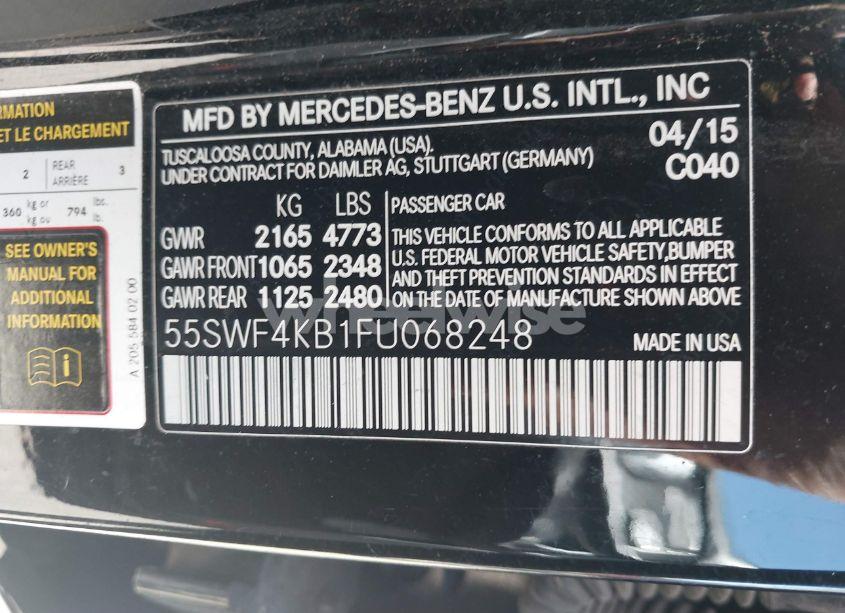 RMATION
ET LE CHARGEMENT
2 REAR ARRIÈRE 3
360 kg or kg ou 794 lbs. lb.
SEE OWNER'S
MANUAL FOR
ADDITIONAL
INFORMATION
A 205 584 02 00
MFD BY MERCEDES-BENZ U.S. INTL., INC
TUSCALOOSA COUNTY, ALABAMA (USA). 04/15
UNDER CONTRACT FOR DAIMLER AG, STUTTGART (GERMANY) C040
KG LBS PASSENGER CAR
GWR 2165 4773 THIS VEHICLE CONFORMS TO ALL APPLICABLE
GAWR FRONT 1065 2348 U.S. FEDERAL MOTOR VEHICLE SAFETY,BUMPER
AND THEFT PREVENTION STANDARDS IN EFFECT
GAWR REAR 1125 2480 ON THE DATE OF MANUFACTURE SHOWN ABOVE
wheelwise
55SWF4KB1FU068248 MADE IN USA